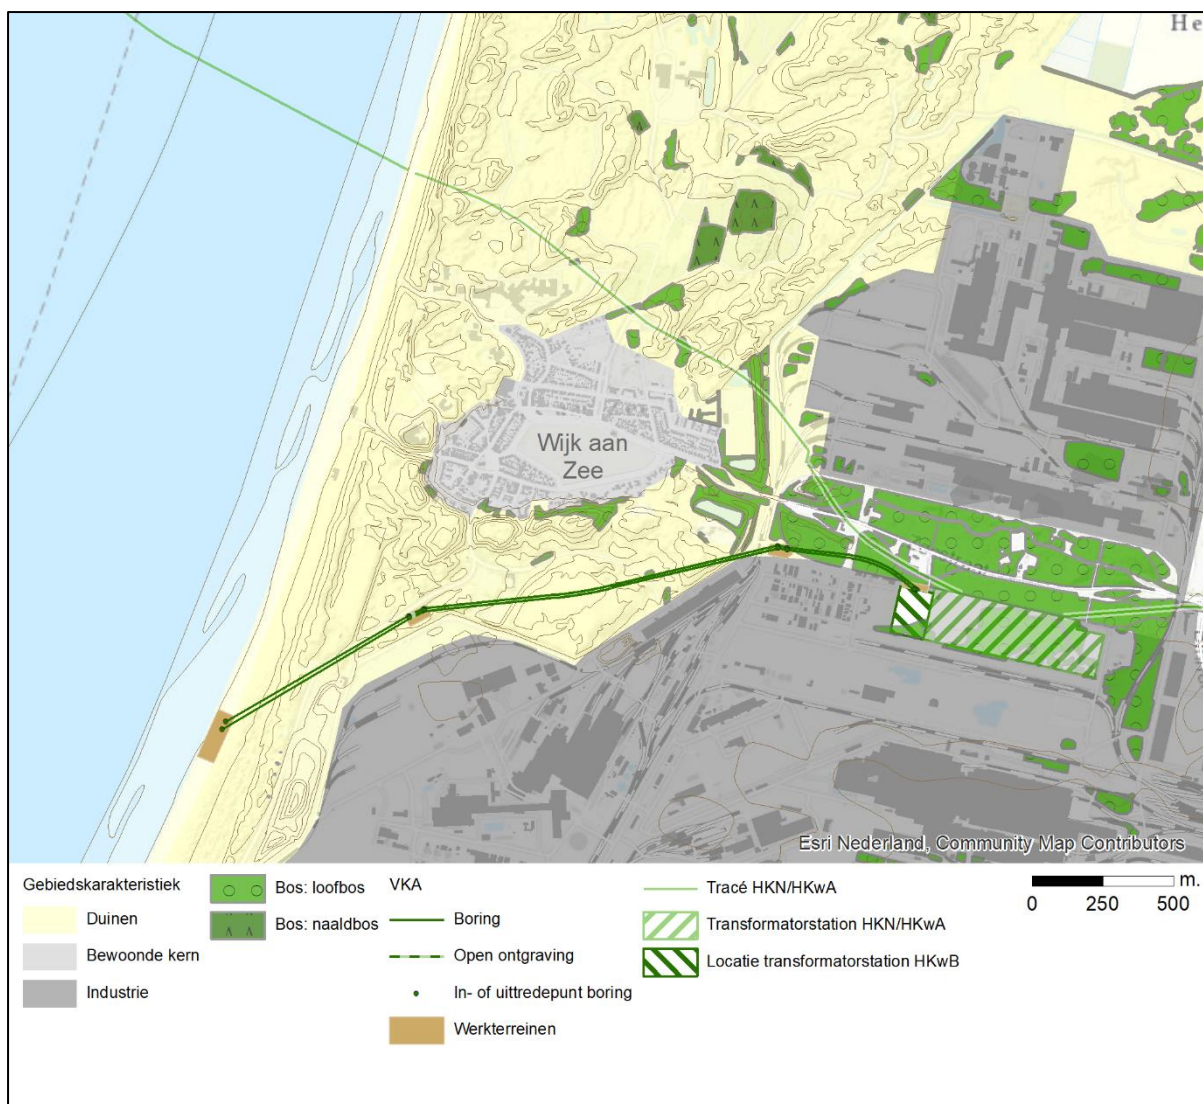 He
Wijk aan
Zee
Esri Nederland, Community Map Contributors
Gebiedskarakteristiek
Duinen
Bewoonde kern
Industrie
Bos: loofbos
Bos: naaldbos
VKA
Boring
Open ontgraving
In- of uittredepunt boring
Werkterreinen
Tracé HKN/HKwA
Transformatorstation HKN/HKwA
Locatie transformatorstation HKwB
m.
0 250 500